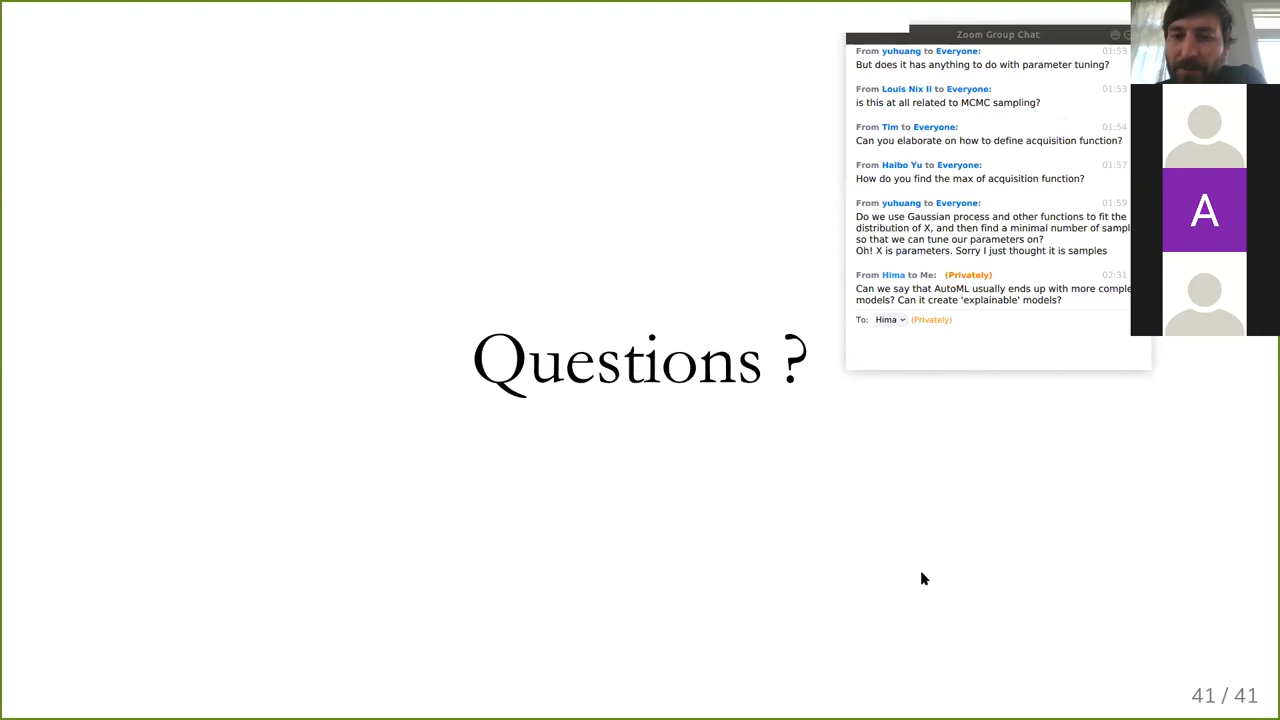 Zoom Group Chat
From yuhuang to Everyone: 01:53
But does it has anything to do with parameter tuning?
From Louis Nix II to Everyone: 01:53
is this at all related to MCMC sampling?
From Tim to Everyone: 01:54
Can you elaborate on how to define acquisition function?
From Haibo Yu to Everyone: 01:57
How do you find the max of acquisition function?
From yuhuang to Everyone: 01:59
Do we use Gaussian process and other functions to fit the
distribution of X, and then find a minimal number of sampl
so that we can tune our parameters on?
Oh! X is parameters. Sorry I just thought it is samples
From Hima to Me: (Privately) 02:31
Can we say that AutoML usually ends up with more comple
models? Can it create 'explainable' models?
To: Hima (Privately)
A
Questions ?
41 / 41